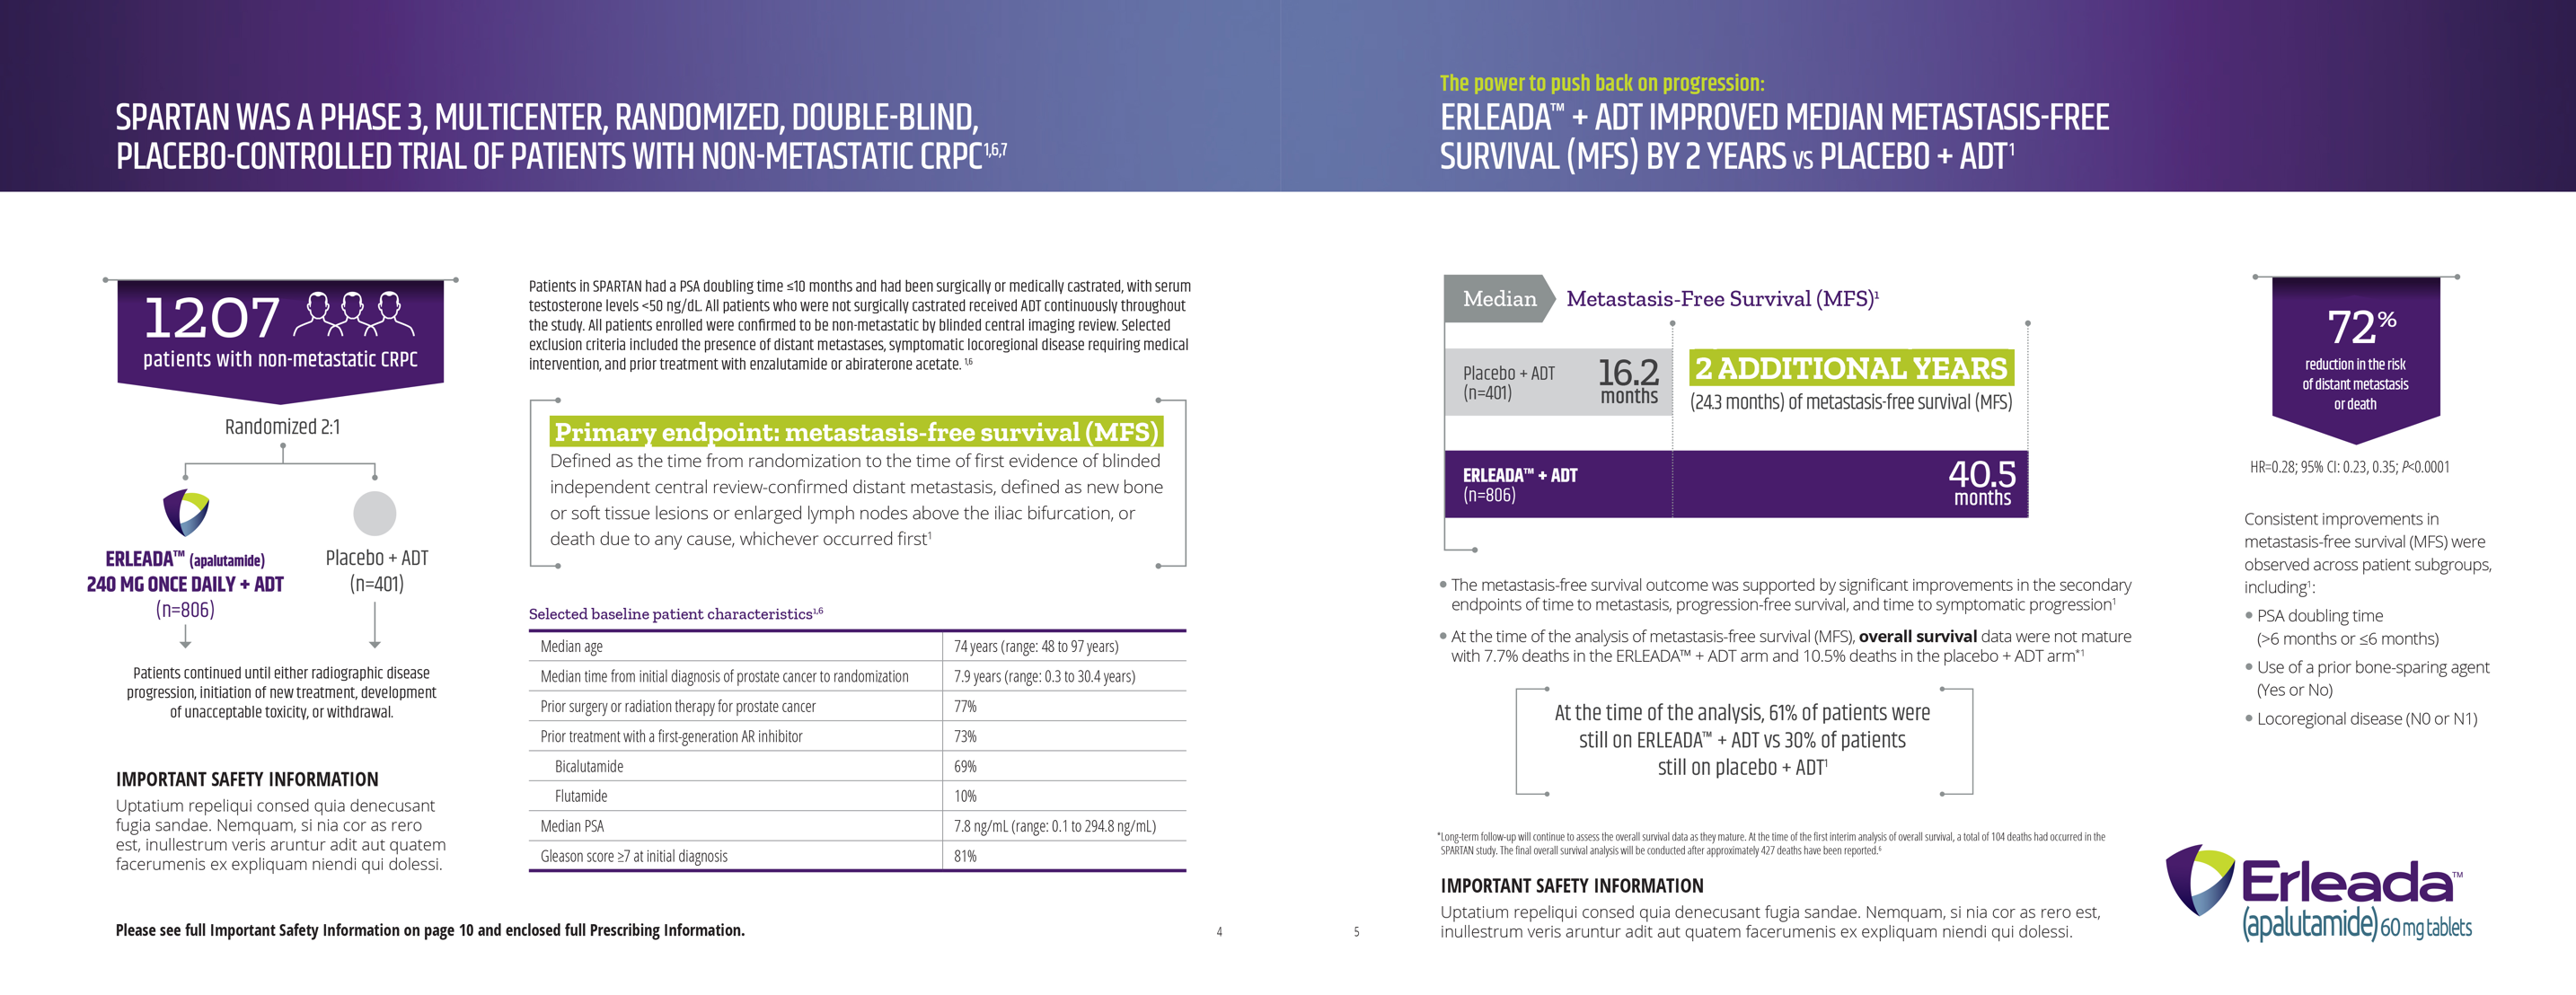 SPARTAN WAS A PHASE 3, MULTICENTER, RANDOMIZED, DOUBLE-BLIND,
PLACEBO-CONTROLLED TRIAL OF PATIENTS WITH NON-METASTATIC CRPC1,6,7
1207
patients with non-metastatic CRPC
Randomized 2:1
ERLEADA™ (apalutamide)
240 MG ONCE DAILY + ADT
(n=806)
Placebo + ADT
(n=401)
Patients continued until either radiographic disease
progression, initiation of new treatment, development
of unacceptable toxicity, or withdrawal.
IMPORTANT SAFETY INFORMATION
Uptatium repeliqui consed quia denecusant
fugia sandae. Nemquam, si nia cor as rero
est, inullestrum veris aruntur adit aut quatem
facerumenis ex expliquam niendi qui dolessi.
Patients in SPARTAN had a PSA doubling time ≤10 months and had been surgically or medically castrated, with serum
testosterone levels <50 ng/dL. All patients who were not surgically castrated received ADT continuously throughout
the study. All patients enrolled were confirmed to be non-metastatic by blinded central imaging review. Selected
exclusion criteria included the presence of distant metastases, symptomatic locoregional disease requiring medical
intervention, and prior treatment with enzalutamide or abiraterone acetate. 1,6
Primary endpoint: metastasis-free survival (MFS)
Defined as the time from randomization to the time of first evidence of blinded
independent central review-confirmed distant metastasis, defined as new bone
or soft tissue lesions or enlarged lymph nodes above the iliac bifurcation, or
death due to any cause, whichever occurred first1
Selected baseline patient characteristics1,6
Median age 74 years (range: 48 to 97 years)
Median time from initial diagnosis of prostate cancer to randomization 7.9 years (range: 0.3 to 30.4 years)
Prior surgery or radiation therapy for prostate cancer 77%
Prior treatment with a first-generation AR inhibitor 73%
Bicalutamide 69%
Flutamide 10%
Median PSA 7.8 ng/mL (range: 0.1 to 294.8 ng/mL)
Gleason score ≥7 at initial diagnosis 81%
Please see full Important Safety Information on page 10 and enclosed full Prescribing Information.
4
The power to push back on progression:
ERLEADA™ + ADT IMPROVED MEDIAN METASTASIS-FREE
SURVIVAL (MFS) BY 2 YEARS VS PLACEBO + ADT1
Median Metastasis-Free Survival (MFS)1
Placebo + ADT
(n=401)
16.2
months
2 ADDITIONAL YEARS
(24.3 months) of metastasis-free survival (MFS)
ERLEADA™ + ADT
(n=806)
40.5
months
• The metastasis-free survival outcome was supported by significant improvements in the secondary
endpoints of time to metastasis, progression-free survival, and time to symptomatic progression1
• At the time of the analysis of metastasis-free survival (MFS), overall survival data were not mature
with 7.7% deaths in the ERLEADA™ + ADT arm and 10.5% deaths in the placebo + ADT arm*1
At the time of the analysis, 61% of patients were
still on ERLEADA™ + ADT vs 30% of patients
still on placebo + ADT1
*Long-term follow-up will continue to assess the overall survival data as they mature. At the time of the first interim analysis of overall survival, a total of 104 deaths had occurred in the
SPARTAN study. The final overall survival analysis will be conducted after approximately 427 deaths have been reported.6
IMPORTANT SAFETY INFORMATION
Uptatium repeliqui consed quia denecusant fugia sandae. Nemquam, si nia cor as rero est,
inullestrum veris aruntur adit aut quatem facerumenis ex expliquam niendi qui dolessi.
5
72%
reduction in the risk
of distant metastasis
or death
HR=0.28; 95% CI: 0.23, 0.35; P<0.0001
Consistent improvements in
metastasis-free survival (MFS) were
observed across patient subgroups,
including1:
• PSA doubling time
(>6 months or ≤6 months)
• Use of a prior bone-sparing agent
(Yes or No)
• Locoregional disease (N0 or N1)
Erleada™
(apalutamide) 60 mg tablets